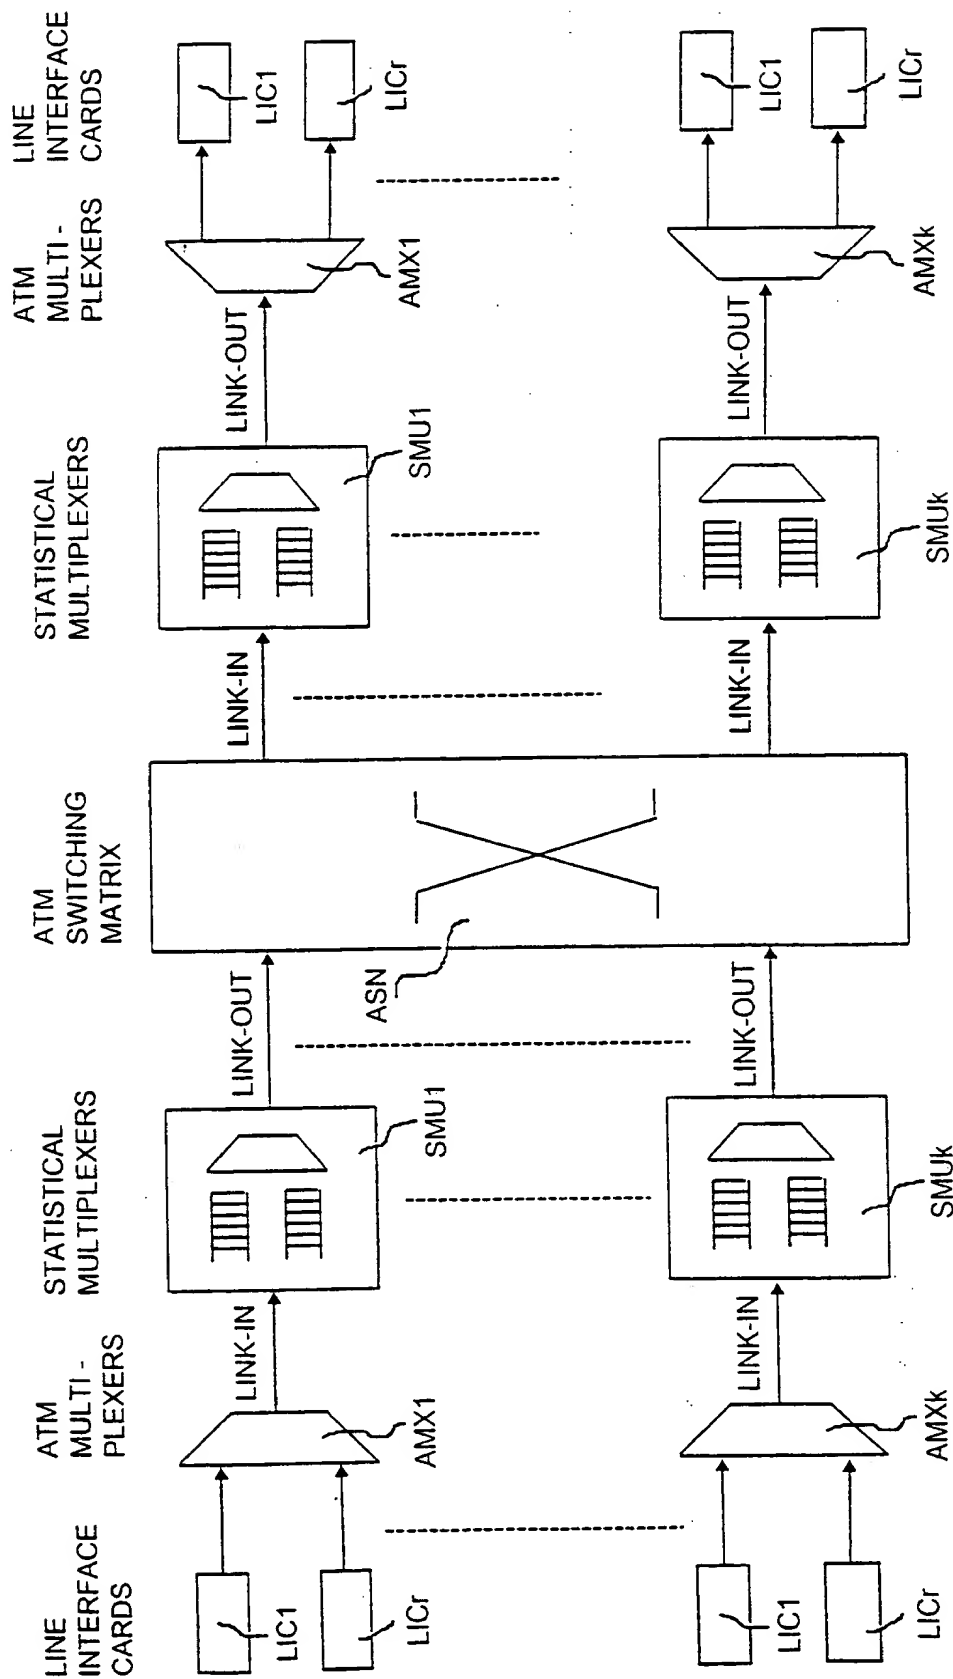 LINE
INTERFACE
CARDS
ATM
MULTI -
PLEXERS
STATISTICAL
MULTIPLEXERS
ATM
SWITCHING
MATRIX
STATISTICAL
MULTIPLEXERS
ATM
MULTI -
PLEXERS
LINE
INTERFACE
CARDS
LIC1
LICr
AMX1
LINK-IN
SMU1
LINK-OUT
ASN
LINK-IN
SMU1
LINK-OUT
AMX1
LIC1
LICr
LIC1
LICr
AMXk
LINK-IN
SMUk
LINK-OUT
LINK-IN
SMUk
LINK-OUT
AMXk
LIC1
LICr